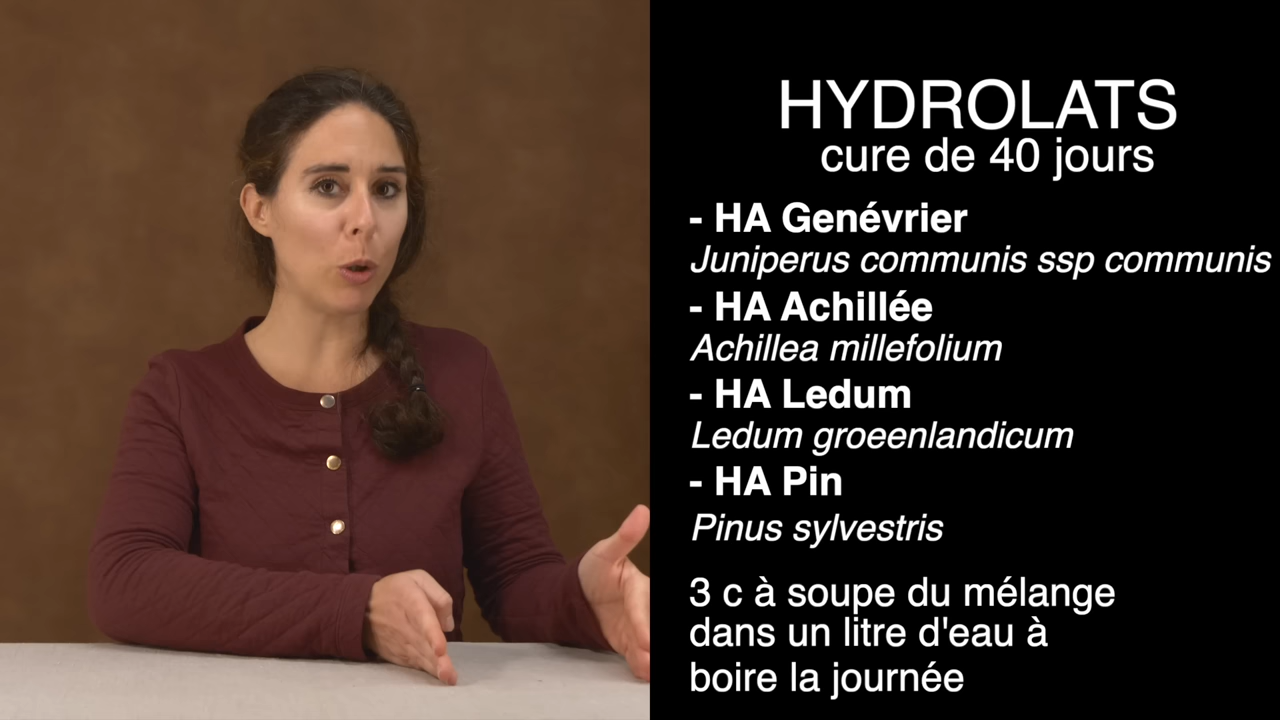 HYDROLATS
cure de 40 jours
- HA Genévrier
Juniperus communis ssp communis
- HA Achillée
Achillea millefolium
- HA Ledum
Ledum groeenlandicum
- HA Pin
Pinus sylvestris
3 c à soupe du mélange
dans un litre d'eau à
boire la journée